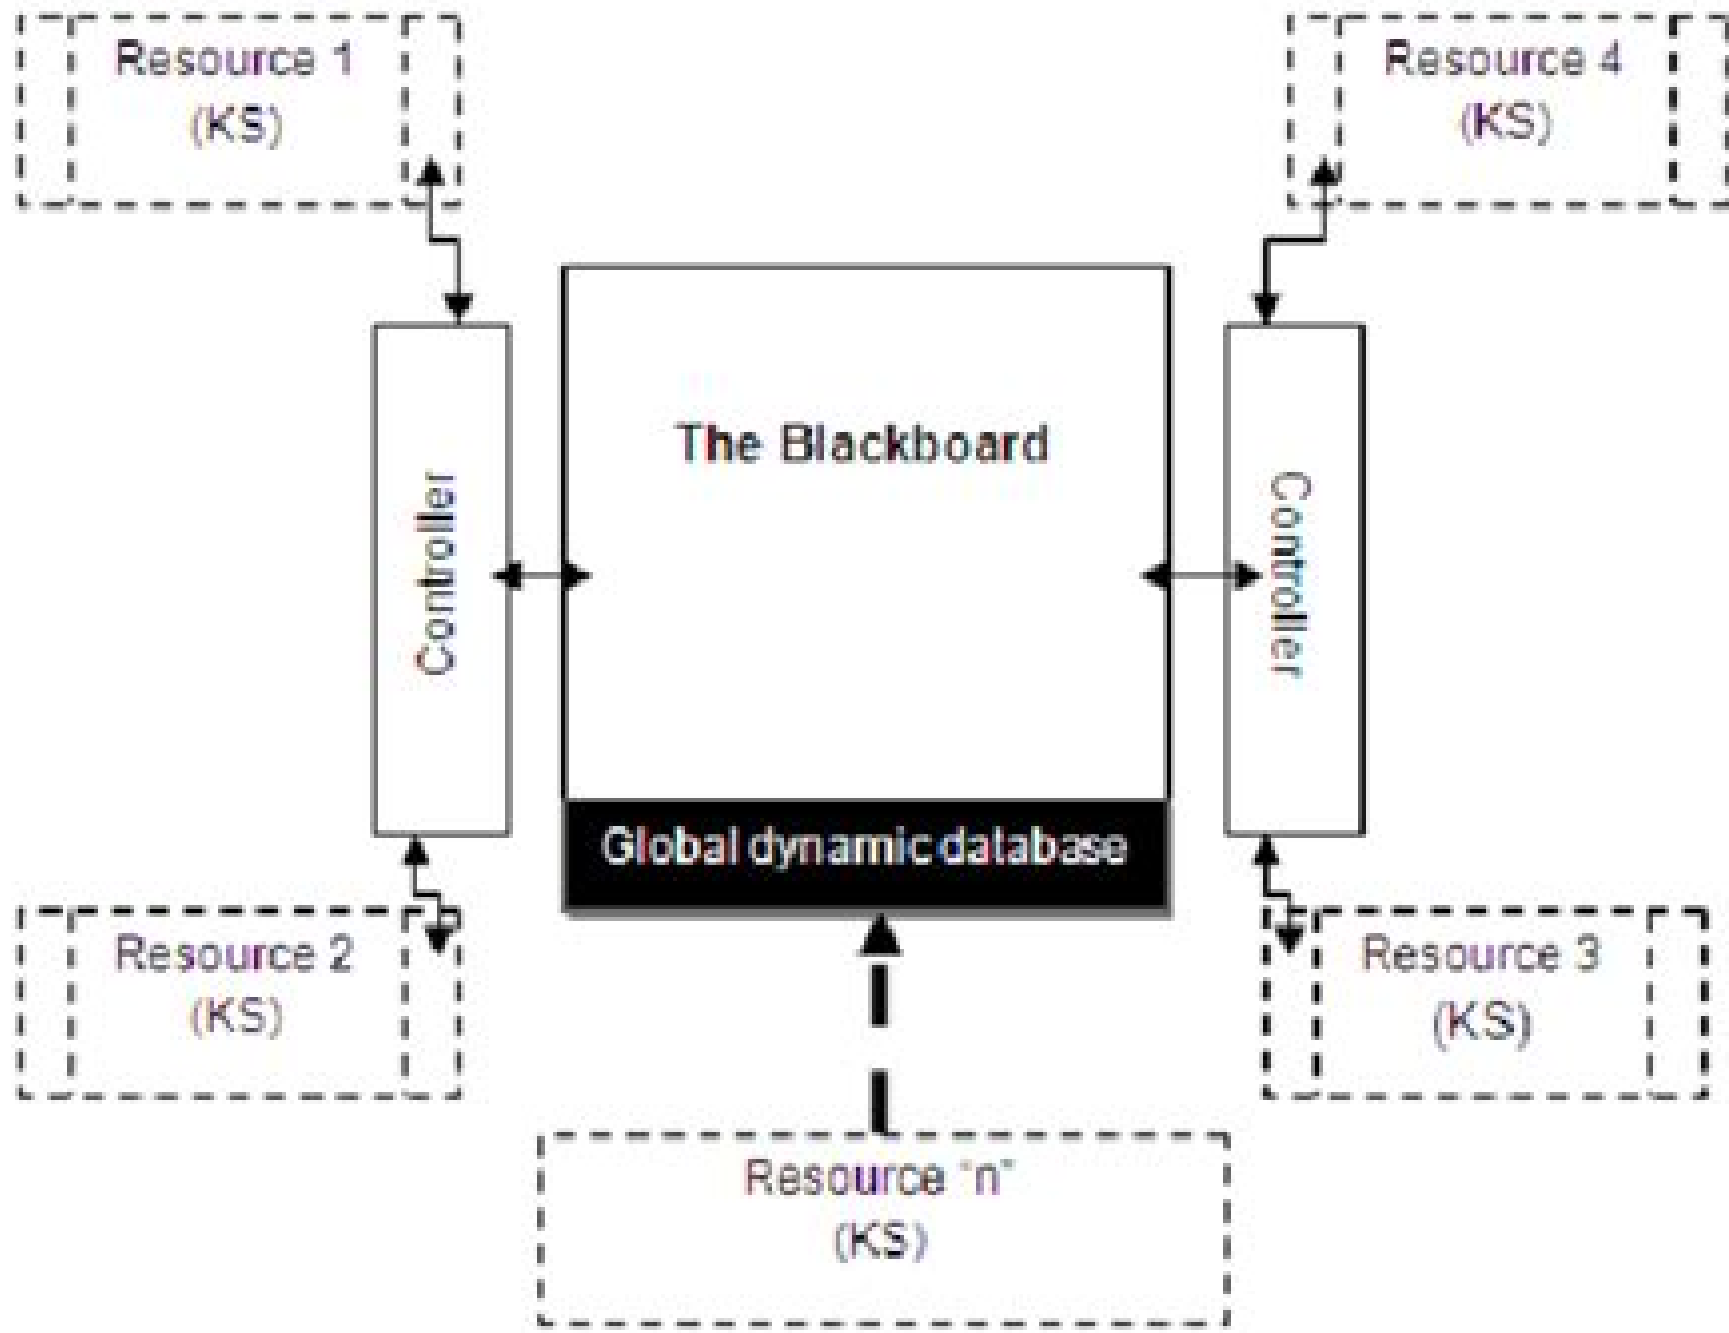 Resource 1
(KS)
Resource 4
(KS)
The Blackboard
Controller
Controller
Global dynamic database
Resource 2
(KS)
Resource 3
(KS)
Resource "n"
(KS)